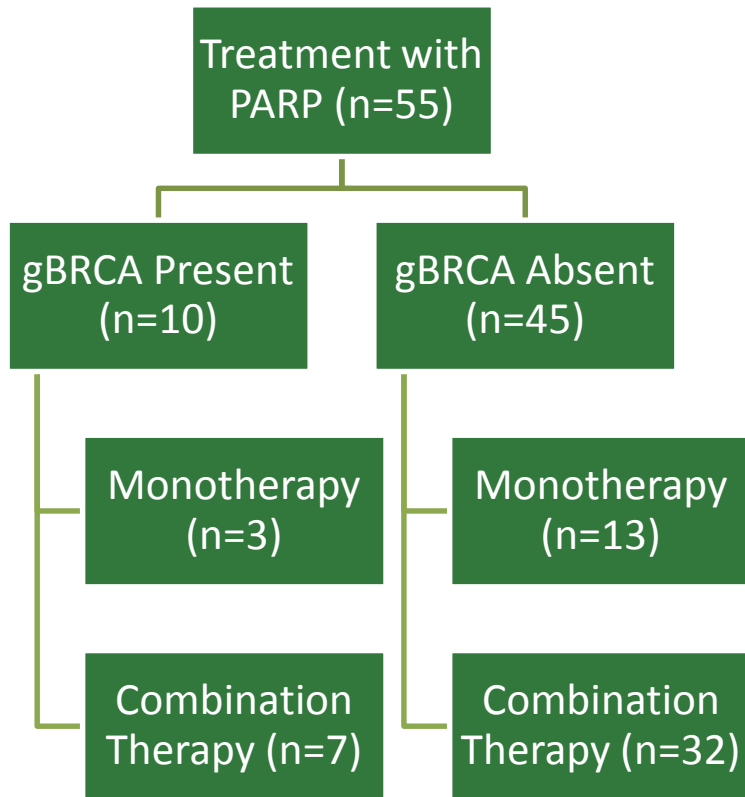 Treatment with
PARP (n=55)
gBRCA Present
(n=10)
gBRCA Absent
(n=45)
Monotherapy
(n=3)
Monotherapy
(n=13)
Combination
Therapy (n=7)
Combination
Therapy (n=32)